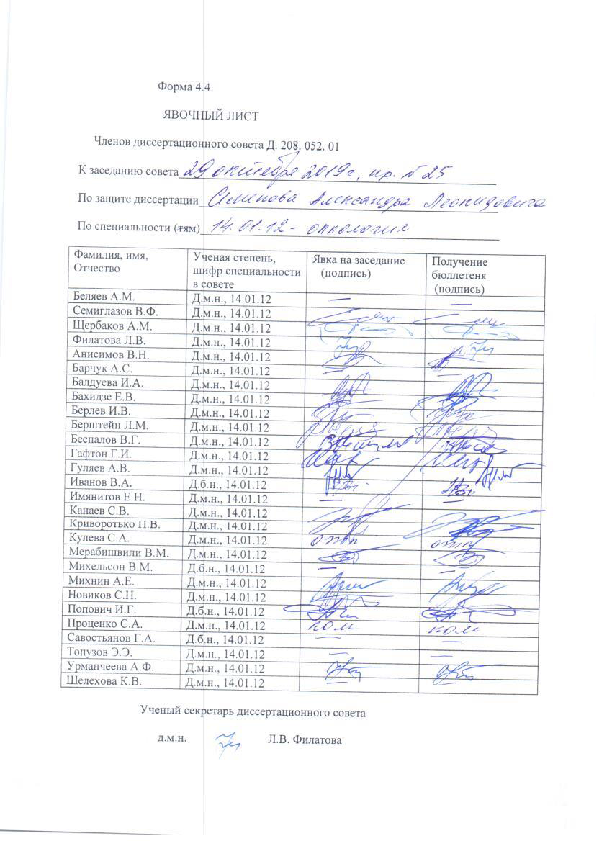 Форма 4.4
ЯВОЧНЫЙ ЛИСТ
Членов диссертационного совета Д. 208. 052. 01
К заседанию совета 29 октября 2019г, пр. № 25
По защите диссертации Семинова Александра Леонидовича
По специальности (ям) 14.01.12 - онкология
Фамилия, имя, Отчество Ученая степень, шифр специальности в совете Явка на заседание (подпись) Получение бюллетеня (подпись)
Беляев А.М. Д.м.н., 14.01.12
Семиглазов В.Ф. Д.м.н., 14.01.12
Щербаков А.М. Д.м.н., 14.01.12
Филатова Л.В. Д.м.н., 14.01.12
Анисимов В.Н. Д.м.н., 14.01.12
Барчук А.С. Д.м.н., 14.01.12
Балдуева И.А. Д.м.н., 14.01.12
Бахидзе Е.В. Д.м.н., 14.01.12
Берлев И.В. Д.м.н., 14.01.12
Берштейн Л.М. Д.м.н., 14.01.12
Беспалов В.Г. Д.м.н., 14.01.12
Гафтон Г.И. Д.м.н., 14.01.12
Гуляев А.В. Д.м.н., 14.01.12
Иванов В.А. Д.б.н., 14.01.12
Имянитов Е.Н. Д.м.н., 14.01.12
Канаев С.В. Д.м.н., 14.01.12
Криворотько П.В. Д.м.н., 14.01.12
Кулева С.А. Д.м.н., 14.01.12
Мерабишвили В.М. Д.м.н., 14.01.12
Михельсон В.М. Д.б.н., 14.01.12
Михнин А.Е. Д.м.н., 14.01.12
Новиков С.Н. Д.м.н., 14.01.12
Попович И.Г. Д.б.н., 14.01.12
Проценко С.А. Д.м.н., 14.01.12
Савостьянов Г.А. Д.б.н., 14.01.12
Топузов Э.Э. Д.м.н., 14.01.12
Урманчеева А.Ф Д.м.н., 14.01.12
Шелехова К.В. Д.м.н., 14.01.12
Ученый секретарь диссертационного совета
д.м.н. Л.В. Филатова